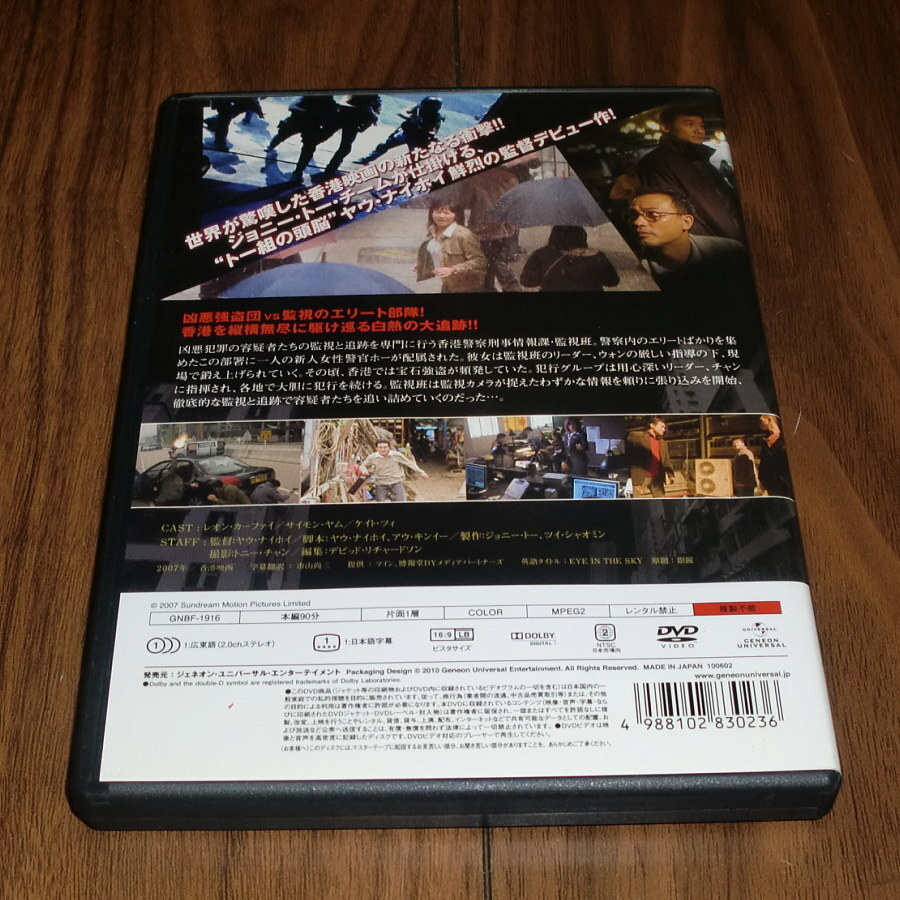 世界が驚嘆した香港映画の新たなる衝撃!!
ジョニー・トー・チームが仕掛ける、
"トー組の頭脳" ヤウ・ナイホイ 鮮烈の監督デビュー作!
凶悪強盗団vs監視のエリート部隊!
香港を縦横無尽に駆け巡る白熱の大追跡!!
凶悪犯罪の容疑者たちの監視と追跡を専門に行う香港警察刑事情報課・監視班。警察内のエリートばかりを集
めたこの部署に一人の新人女性警官ホーが配属された。彼女は監視班のリーダー、ウォンの厳しい指導の下、現
場で鍛え上げられていく。その頃、香港では宝石強盗が頻発していた。犯行グループは用心深いリーダー、チャン
に指揮され、各地で大胆に犯行を続ける。監視班は監視カメラが捉えたわずかな情報を頼りに張り込みを開始、
徹底的な監視と追跡で容疑者たちを追い詰めていくのだった…。
CAST : レオン・カーファイ/サイモン・ヤム/ケイト・ツィ
STAFF : 監督:ヤウ・ナイホイ/脚本:ヤウ・ナイホイ、アウ・キンイー/製作:ジョニー・トー、ツイ・シャオミン
撮影:トニー・チャン/編集:デビッド・リチャードソン
2007年 香港映画 字幕翻訳:市山尚三 提供:ツイン、博報堂DYメディアパートナーズ 英語タイトル:EYE IN THE SKY 原題:跟蹤
© 2007 Sundream Motion Pictures Limited
GNBF-1916 本編90分 片面1層 COLOR MPEG2 レンタル禁止 複製不能
1:広東語(2.0chステレオ) 1:日本語字幕 16:9 LB ビスタサイズ DOLBY DIGITAL 2 NTSC 日本市場向 DVD VIDEO UNIVERSAL GENEON UNIVERSAL
発売元:ジェネオン・ユニバーサル・エンターテイメント Packaging Design © 2010 Geneon Universal Entertainment. All Rights Reserved. MADE IN JAPAN 100602
www.geneonuniversal.jp
●Dolby and the double-D symbol are registered trademarks of Dolby Laboratories.
4 988102 830236